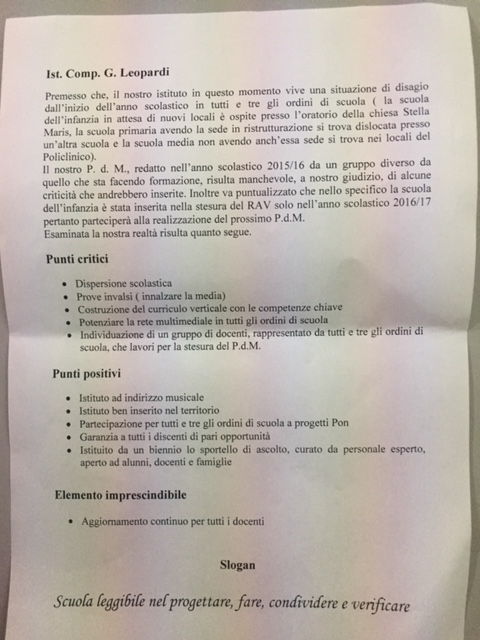 Ist. Comp. G. Leopardi
Premesso che, il nostro istituto in questo momento vive una situazione di disagio
dall'inizio dell'anno scolastico in tutti e tre gli ordini di scuola ( la scuola
dell'infanzia in attesa di nuovi locali è ospite presso l'oratorio della chiesa Stella
Maris, la scuola primaria avendo la sede in ristrutturazione si trova dislocata presso
un'altra scuola e la scuola media non avendo anch'essa sede si trova nei locali del
Policlinico).
Il nostro P. d. M., redatto nell'anno scolastico 2015/16 da un gruppo diverso da
quello che sta facendo formazione, risulta manchevole, a nostro giudizio, di alcune
criticità che andrebbero inserite. Inoltre va puntualizzato che nello specifico la scuola
dell'infanzia è stata inserita nella stesura del RAV solo nell'anno scolastico 2016/17
pertanto parteciperà alla realizzazione del prossimo P.d.M.
Esaminata la nostra realtà risulta quanto segue.
Punti critici
• Dispersione scolastica
• Prove invalsi ( innalzare la media)
• Costruzione del curriculo verticale con le competenze chiave
• Potenziare la rete multimediale in tutti gli ordini di scuola
• Individuazione di un gruppo di docenti, rappresentato da tutti e tre gli ordini di
scuola, che lavori per la stesura del P.d.M.
Punti positivi
• Istituto ad indirizzo musicale
• Istituto ben inserito nel territorio
• Partecipazione per tutti e tre gli ordini di scuola a progetti Pon
• Garanzia a tutti i discenti di pari opportunità
• Istituito da un biennio lo sportello di ascolto, curato da personale esperto,
aperto ad alunni, docenti e famiglie
Elemento imprescindibile
• Aggiornamento continuo per tutti i docenti
Slogan
Scuola leggibile nel progettare, fare, condividere e verificare